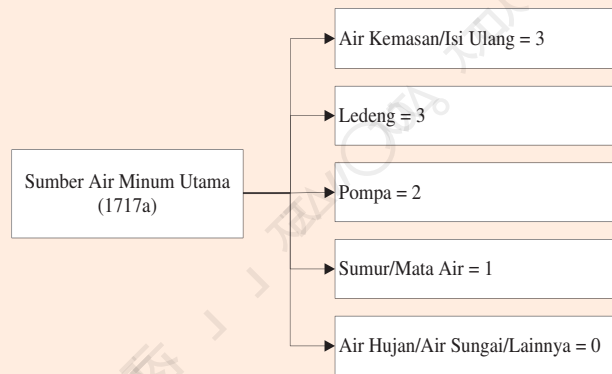 Air Kemasan/Isi Ulang = 3
Ledeng = 3
Sumber Air Minum Utama
(1717a)
Pompa = 2
Sumur/Mata Air = 1
Air Hujan/Air Sungai/Lainnya = 0